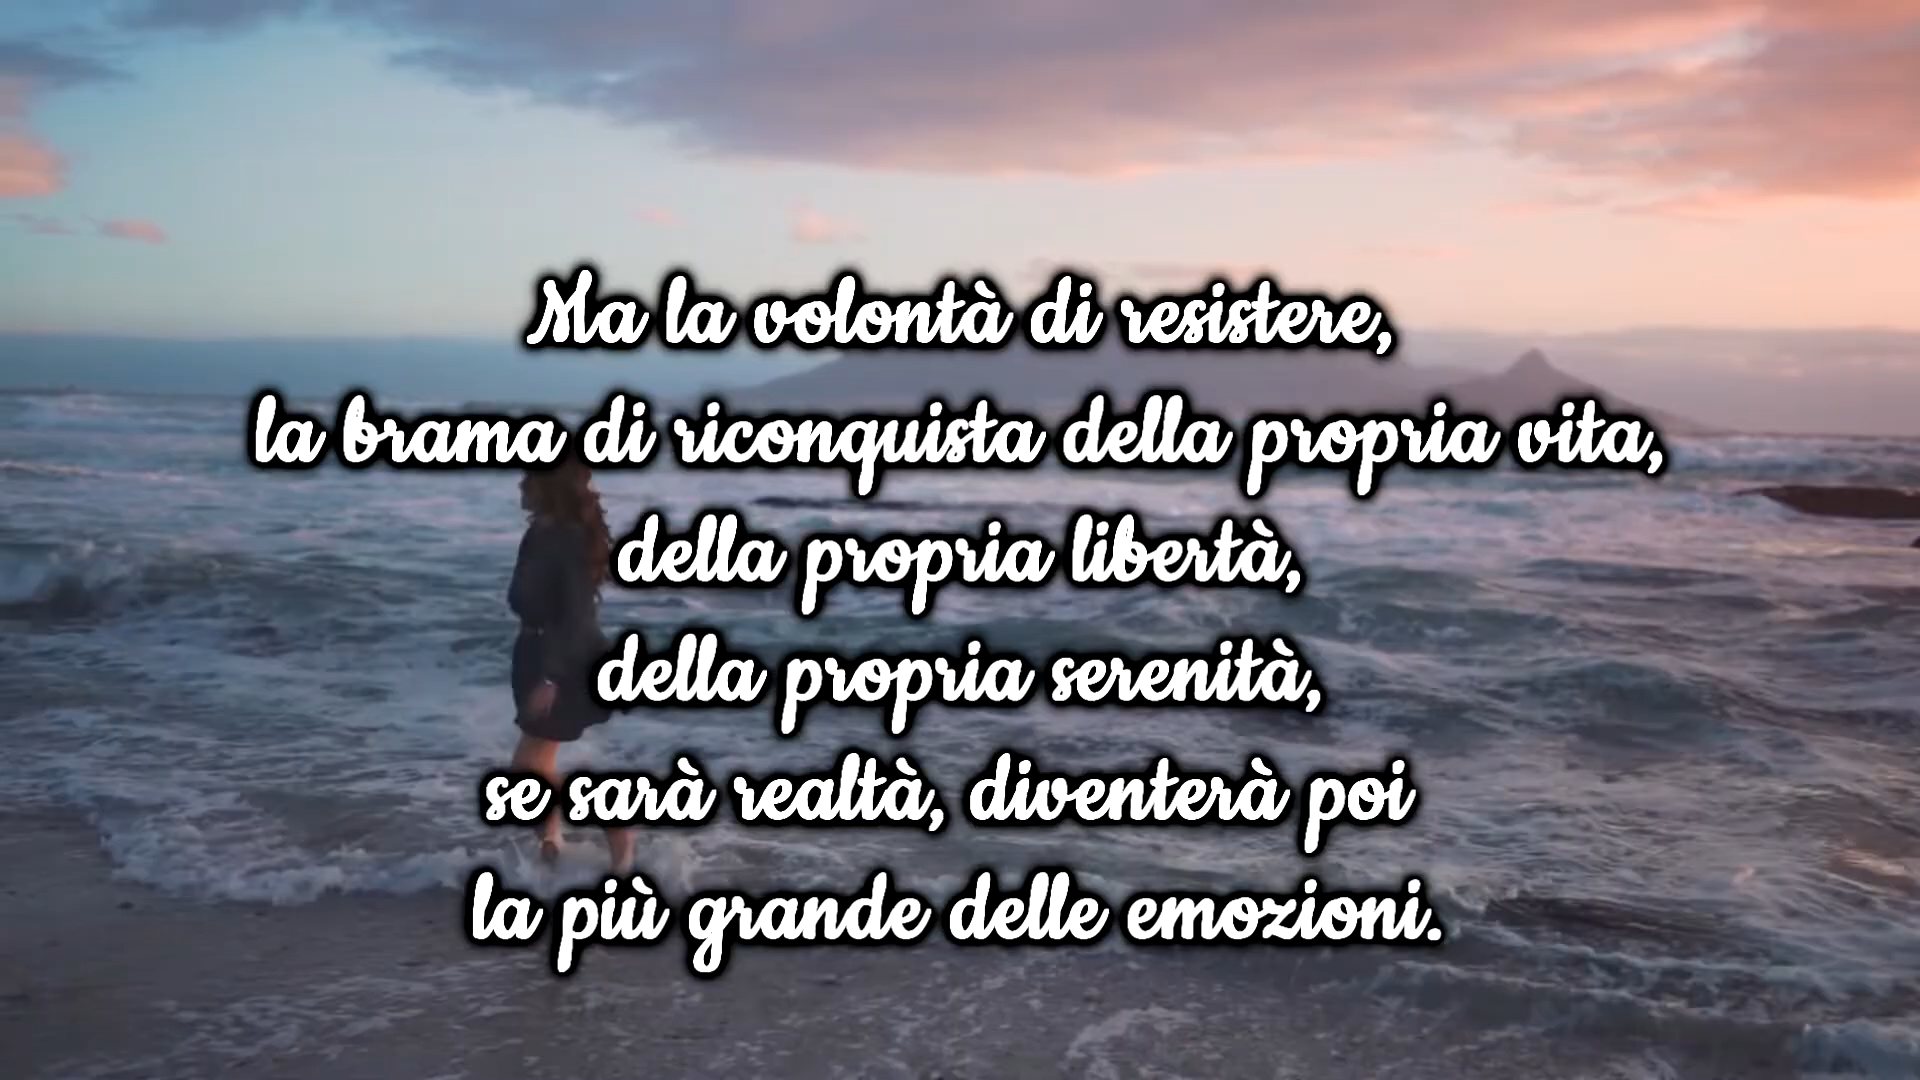 Ma la volontà di resistere,
la brama di riconquista della propria vita,
della propria libertà,
della propria serenità,
se sarà realtà, diventerà poi
la più grande delle emozioni.